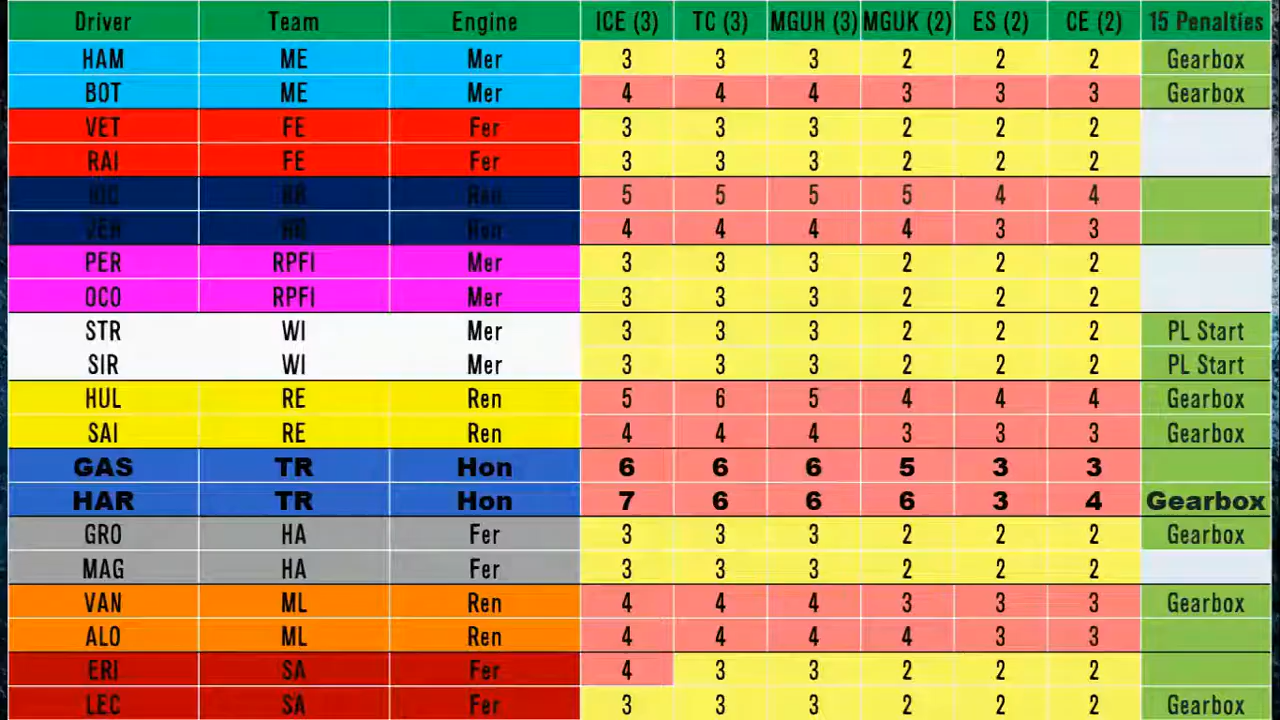 Driver Team Engine ICE (3) TC (3) MGUH (3) MGUK (2) ES (2) CE (2) 15 Penalties
HAM ME Mer 3 3 3 2 2 2 Gearbox
BOT ME Mer 4 4 4 3 3 3 Gearbox
VET FE Fer 3 3 3 2 2 2
RAI FE Fer 3 3 3 2 2 2
RIC RB Ren 5 5 5 5 4 4
VER RB Ren 4 4 4 4 3 3
PER RPFI Mer 3 3 3 2 2 2
OCO RPFI Mer 3 3 3 2 2 2
STR WI Mer 3 3 3 2 2 2 PL Start
SIR WI Mer 3 3 3 2 2 2 PL Start
HUL RE Ren 5 6 5 4 4 4 Gearbox
SAI RE Ren 4 4 4 3 3 3 Gearbox
GAS TR Hon 6 6 6 5 3 3
HAR TR Hon 7 6 6 6 3 4 Gearbox
GRO HA Fer 3 3 3 2 2 2 Gearbox
MAG HA Fer 3 3 3 2 2 2
VAN ML Ren 4 4 4 3 3 3 Gearbox
ALO ML Ren 4 4 4 4 3 3
ERI SA Fer 4 3 3 2 2 2
LEC SA Fer 3 3 3 2 2 2 Gearbox